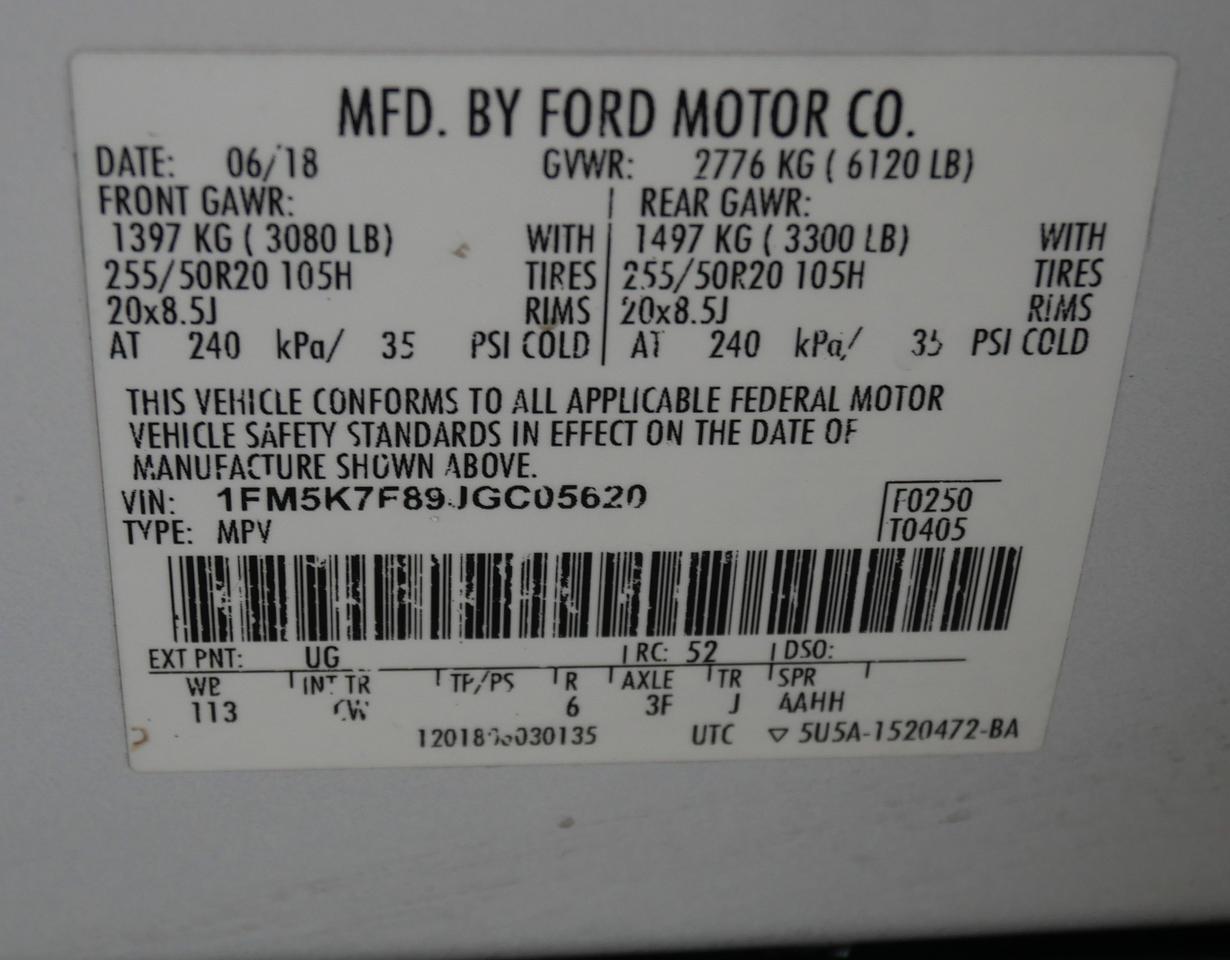 MFD. BY FORD MOTOR CO.
DATE: 06/18 GVWR: 2776 KG ( 6120 LB)
FRONT GAWR: REAR GAWR:
1397 KG ( 3080 LB) WITH 1497 KG ( 3300 LB) WITH
255/50R20 105H TIRES 255/50R20 105H TIRES
20x8.5J RIMS 20x8.5J RIMS
AT 240 kPa/ 35 PSI COLD AT 240 kPa/ 35 PSI COLD
THIS VEHICLE CONFORMS TO ALL APPLICABLE FEDERAL MOTOR
VEHICLE SAFETY STANDARDS IN EFFECT ON THE DATE OF
MANUFACTURE SHOWN ABOVE.
VIN: 1FM5K7F89JGC05620 F0250
TYPE: MPV T0405
EXT PNT: UG RC: 52 DSO:
WB INT TR TP/PS R AXLE TR SPR
113 CW 6 3F J AAHH
UTC ▽ 5U5A-1520472-BA